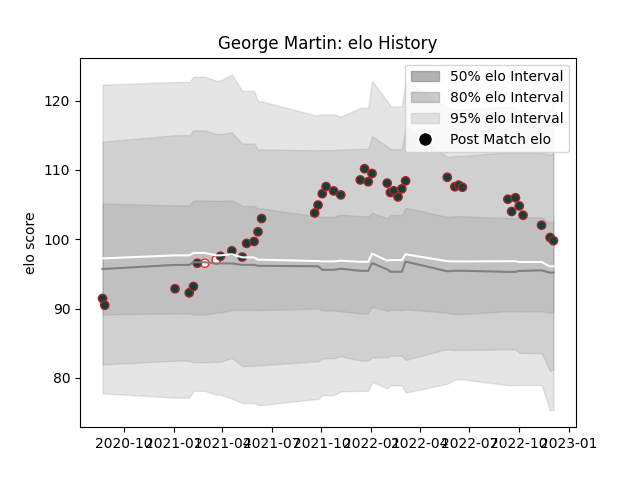 George Martin: elo History
50% elo Interval
80% elo Interval
95% elo Interval
Post Match elo
elo score
120
110
100
90
80
2020-10
2021-01
2021-04
2021-07
2021-10
2022-02
2022-04
2022-07
2022-10
2023-01